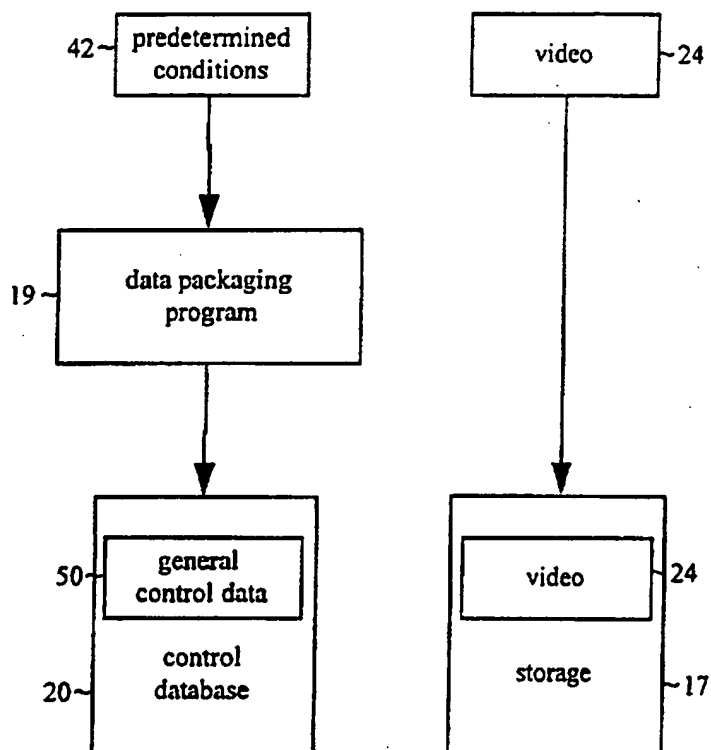 42
predetermined
conditions
video
24
19
data packaging
program
50
general
control data
control
database
20
video
24
storage
17